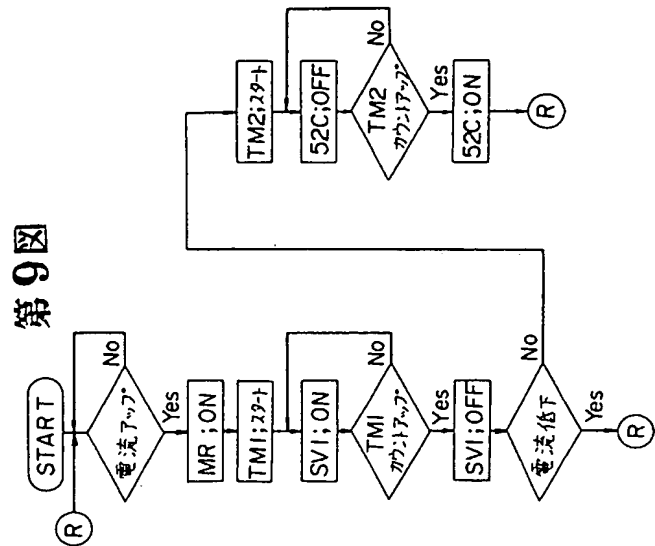 第9図
START
R
電流アップ
No
Yes
MR;ON
TM1;スタート
SV1;ON
TM1
カウントアップ
No
Yes
SV1;OFF
電流低下
No
Yes
R
TM2;スタート
52C;OFF
TM2
カウントアップ
No
Yes
52C;ON
R